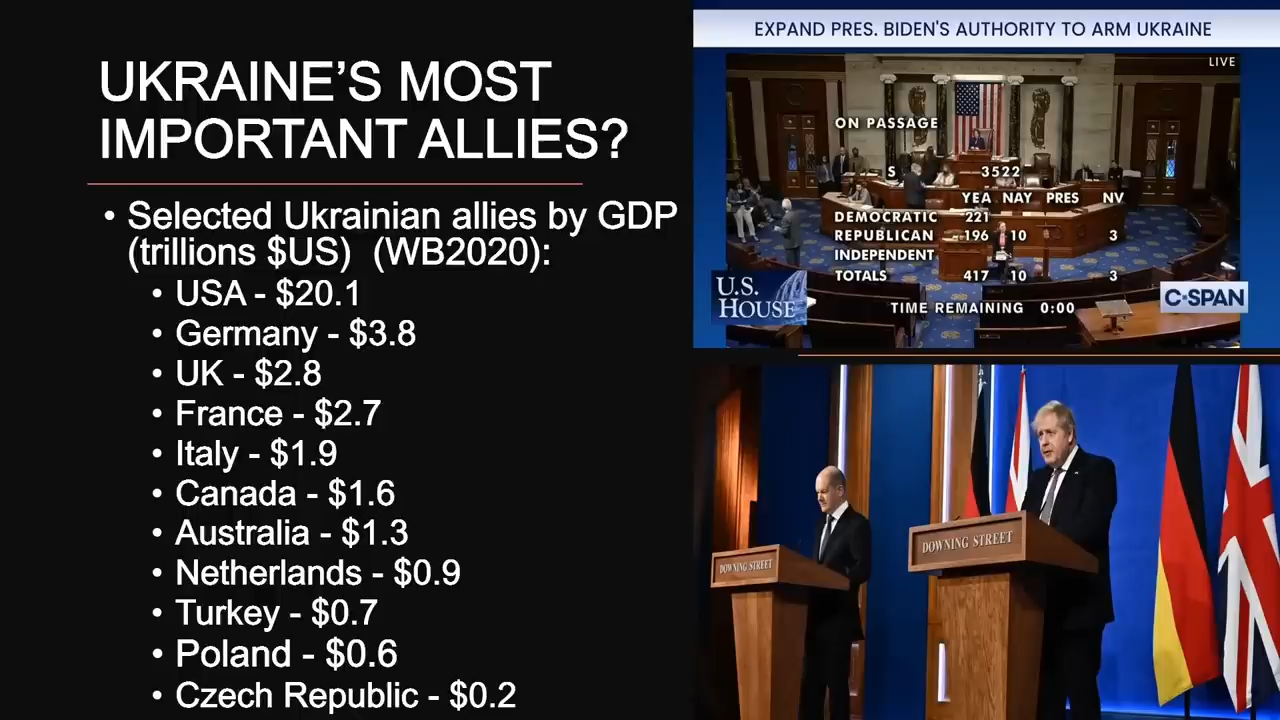 UKRAINE'S MOST
IMPORTANT ALLIES?
• Selected Ukrainian allies by GDP
(trillions $US) (WB2020):
• USA - $20.1
• Germany - $3.8
• UK - $2.8
• France - $2.7
• Italy - $1.9
• Canada - $1.6
• Australia - $1.3
• Netherlands - $0.9
• Turkey - $0.7
• Poland - $0.6
• Czech Republic - $0.2
EXPAND PRES. BIDEN'S AUTHORITY TO ARM UKRAINE
LIVE
ON PASSAGE
S 3522
YEA NAY PRES NV
DEMOCRATIC 221
REPUBLICAN 196 10 3
INDEPENDENT
TOTALS 417 10 3
TIME REMAINING 0:00
U.S.
HOUSE
C-SPAN
DOWNING STREET
DOWNING STREET